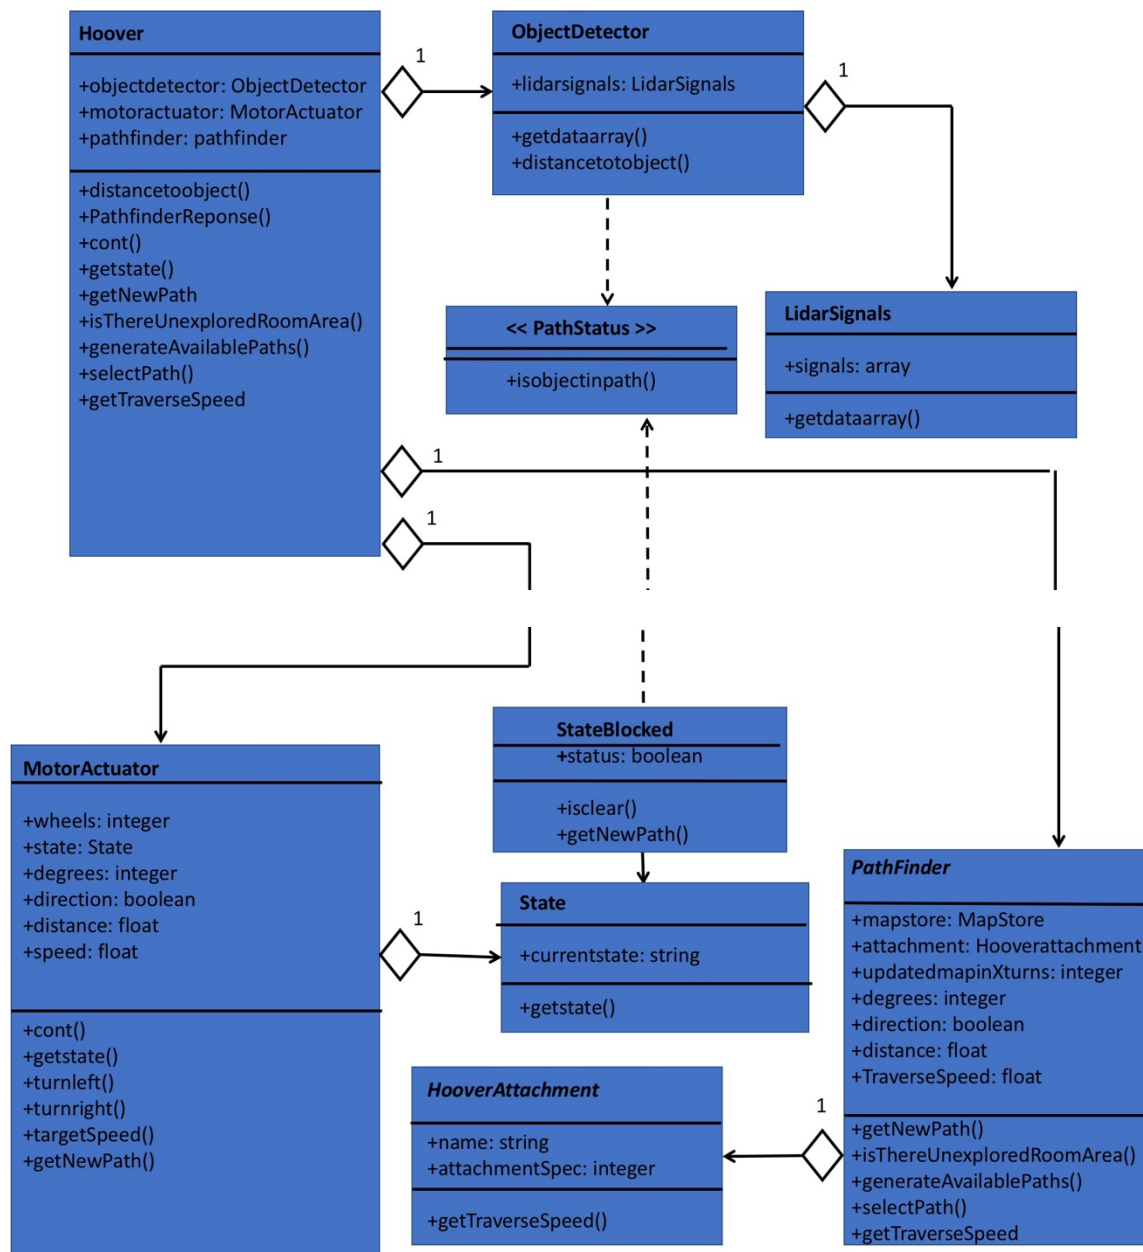 Hoover
+objectdetector: ObjectDetector
+motoractuator: MotorActuator
+pathfinder: pathfinder
+distancetoobject()
+PathfinderReponse()
+cont()
+getstate()
+getNewPath
+isThereUnexploredRoomArea()
+generateAvailablePaths()
+selectPath()
+getTraverseSpeed
1
ObjectDetector
+lidarsignals: LidarSignals
+getdataarray()
+distancetotobject()
1
<< PathStatus >>
+isobjectinpath()
LidarSignals
+signals: array
+getdataarray()
1
1
MotorActuator
+wheels: integer
+state: State
+degrees: integer
+direction: boolean
+distance: float
+speed: float
+cont()
+getstate()
+turnleft()
+turnright()
+targetSpeed()
+getNewPath()
1
StateBlocked
+status: boolean
+isclear()
+getNewPath()
State
+currentstate: string
+getstate()
HooverAttachment
+name: string
+attachmentSpec: integer
+getTraverseSpeed()
1
PathFinder
+mapstore: MapStore
+attachment: Hooverattachment
+updatedmapinXturns: integer
+degrees: integer
+direction: boolean
+distance: float
+TraverseSpeed: float
+getNewPath()
+isThereUnexploredRoomArea()
+generateAvailablePaths()
+selectPath()
+getTraverseSpeed